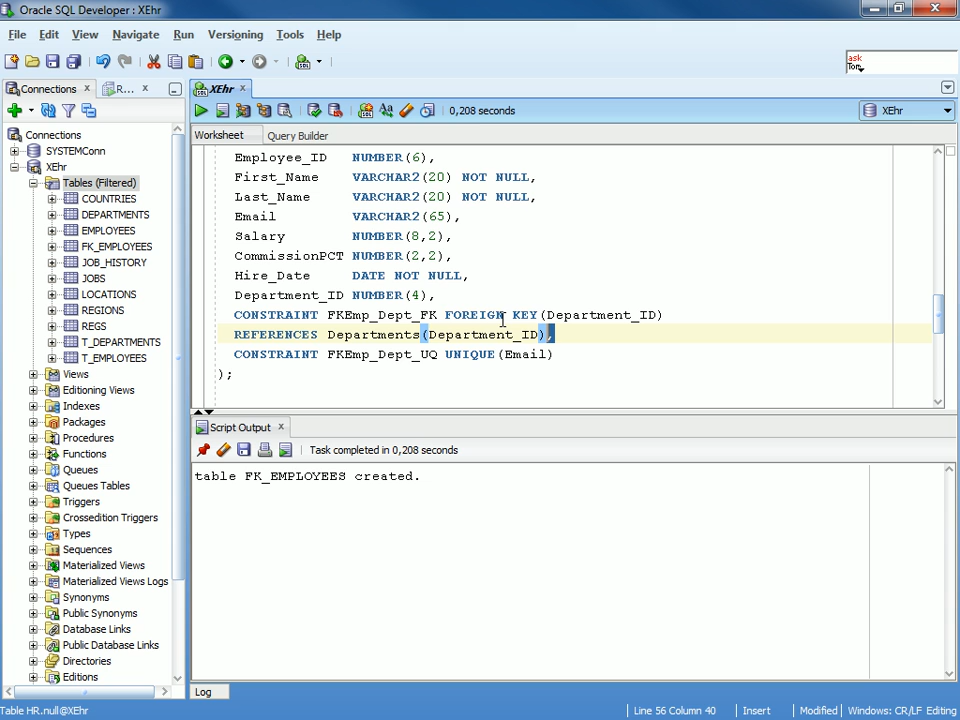 Oracle SQL Developer : XEhr
File Edit View Navigate Run Versioning Tools Help
ask
Tom
Connections R...
XEhr
0,208 seconds
XEhr
Worksheet Query Builder
Connections
SYSTEMConn
XEhr
Tables (Filtered)
COUNTRIES
DEPARTMENTS
EMPLOYEES
FK_EMPLOYEES
JOB_HISTORY
JOBS
LOCATIONS
REGIONS
REGS
T_DEPARTMENTS
T_EMPLOYEES
Views
Editioning Views
Indexes
Packages
Procedures
Functions
Queues
Queues Tables
Triggers
Crossedition Triggers
Types
Sequences
Materialized Views
Materialized Views Logs
Synonyms
Public Synonyms
Database Links
Public Database Links
Directories
Editions
Employee_ID NUMBER(6),
First_Name VARCHAR2(20) NOT NULL,
Last_Name VARCHAR2(20) NOT NULL,
Email VARCHAR2(65),
Salary NUMBER(8,2),
CommissionPCT NUMBER(2,2),
Hire_Date DATE NOT NULL,
Department_ID NUMBER(4),
CONSTRAINT FKEmp_Dept_FK FOREIGN KEY(Department_ID)
REFERENCES Departments(Department_ID),
CONSTRAINT FKEmp_Dept_UQ UNIQUE(Email)
);
Script Output
Task completed in 0,208 seconds
table FK_EMPLOYEES created.
Log
Table HR.null@XEhr
Line 56 Column 40 Insert Modified Windows: CR/LF Editing